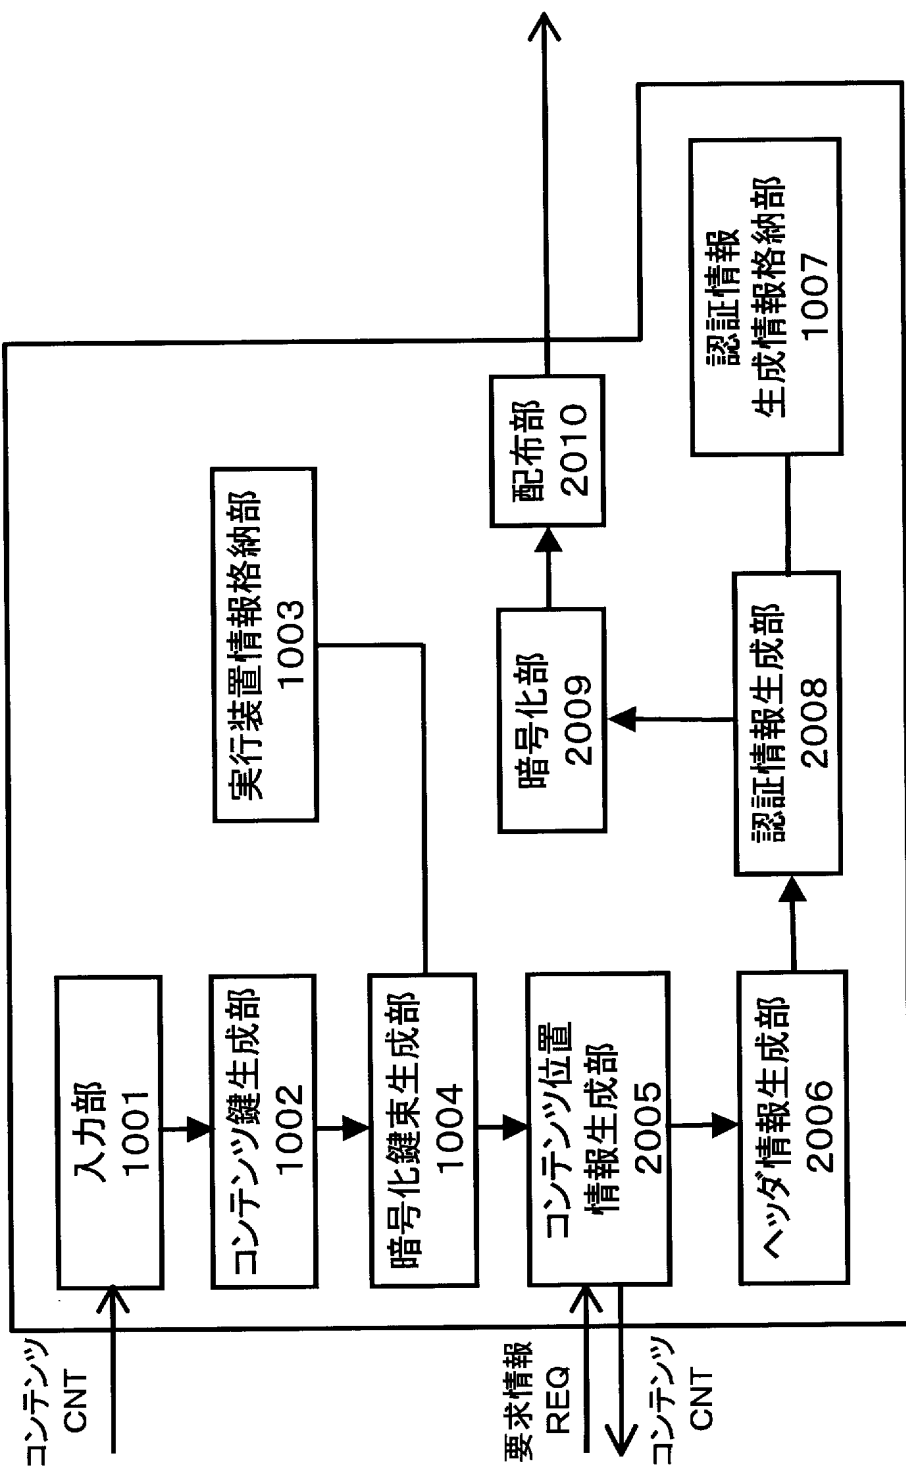 コンテンツ
CNT
入力部
1001
コンテンツ鍵生成部
1002
実行装置情報格納部
1003
暗号化鍵束生成部
1004
要求情報
REQ
コンテンツ
CNT
コンテンツ位置
情報生成部
2005
暗号化部
2009
配布部
2010
ヘッダ情報生成部
2006
認証情報生成部
2008
認証情報
生成情報格納部
1007